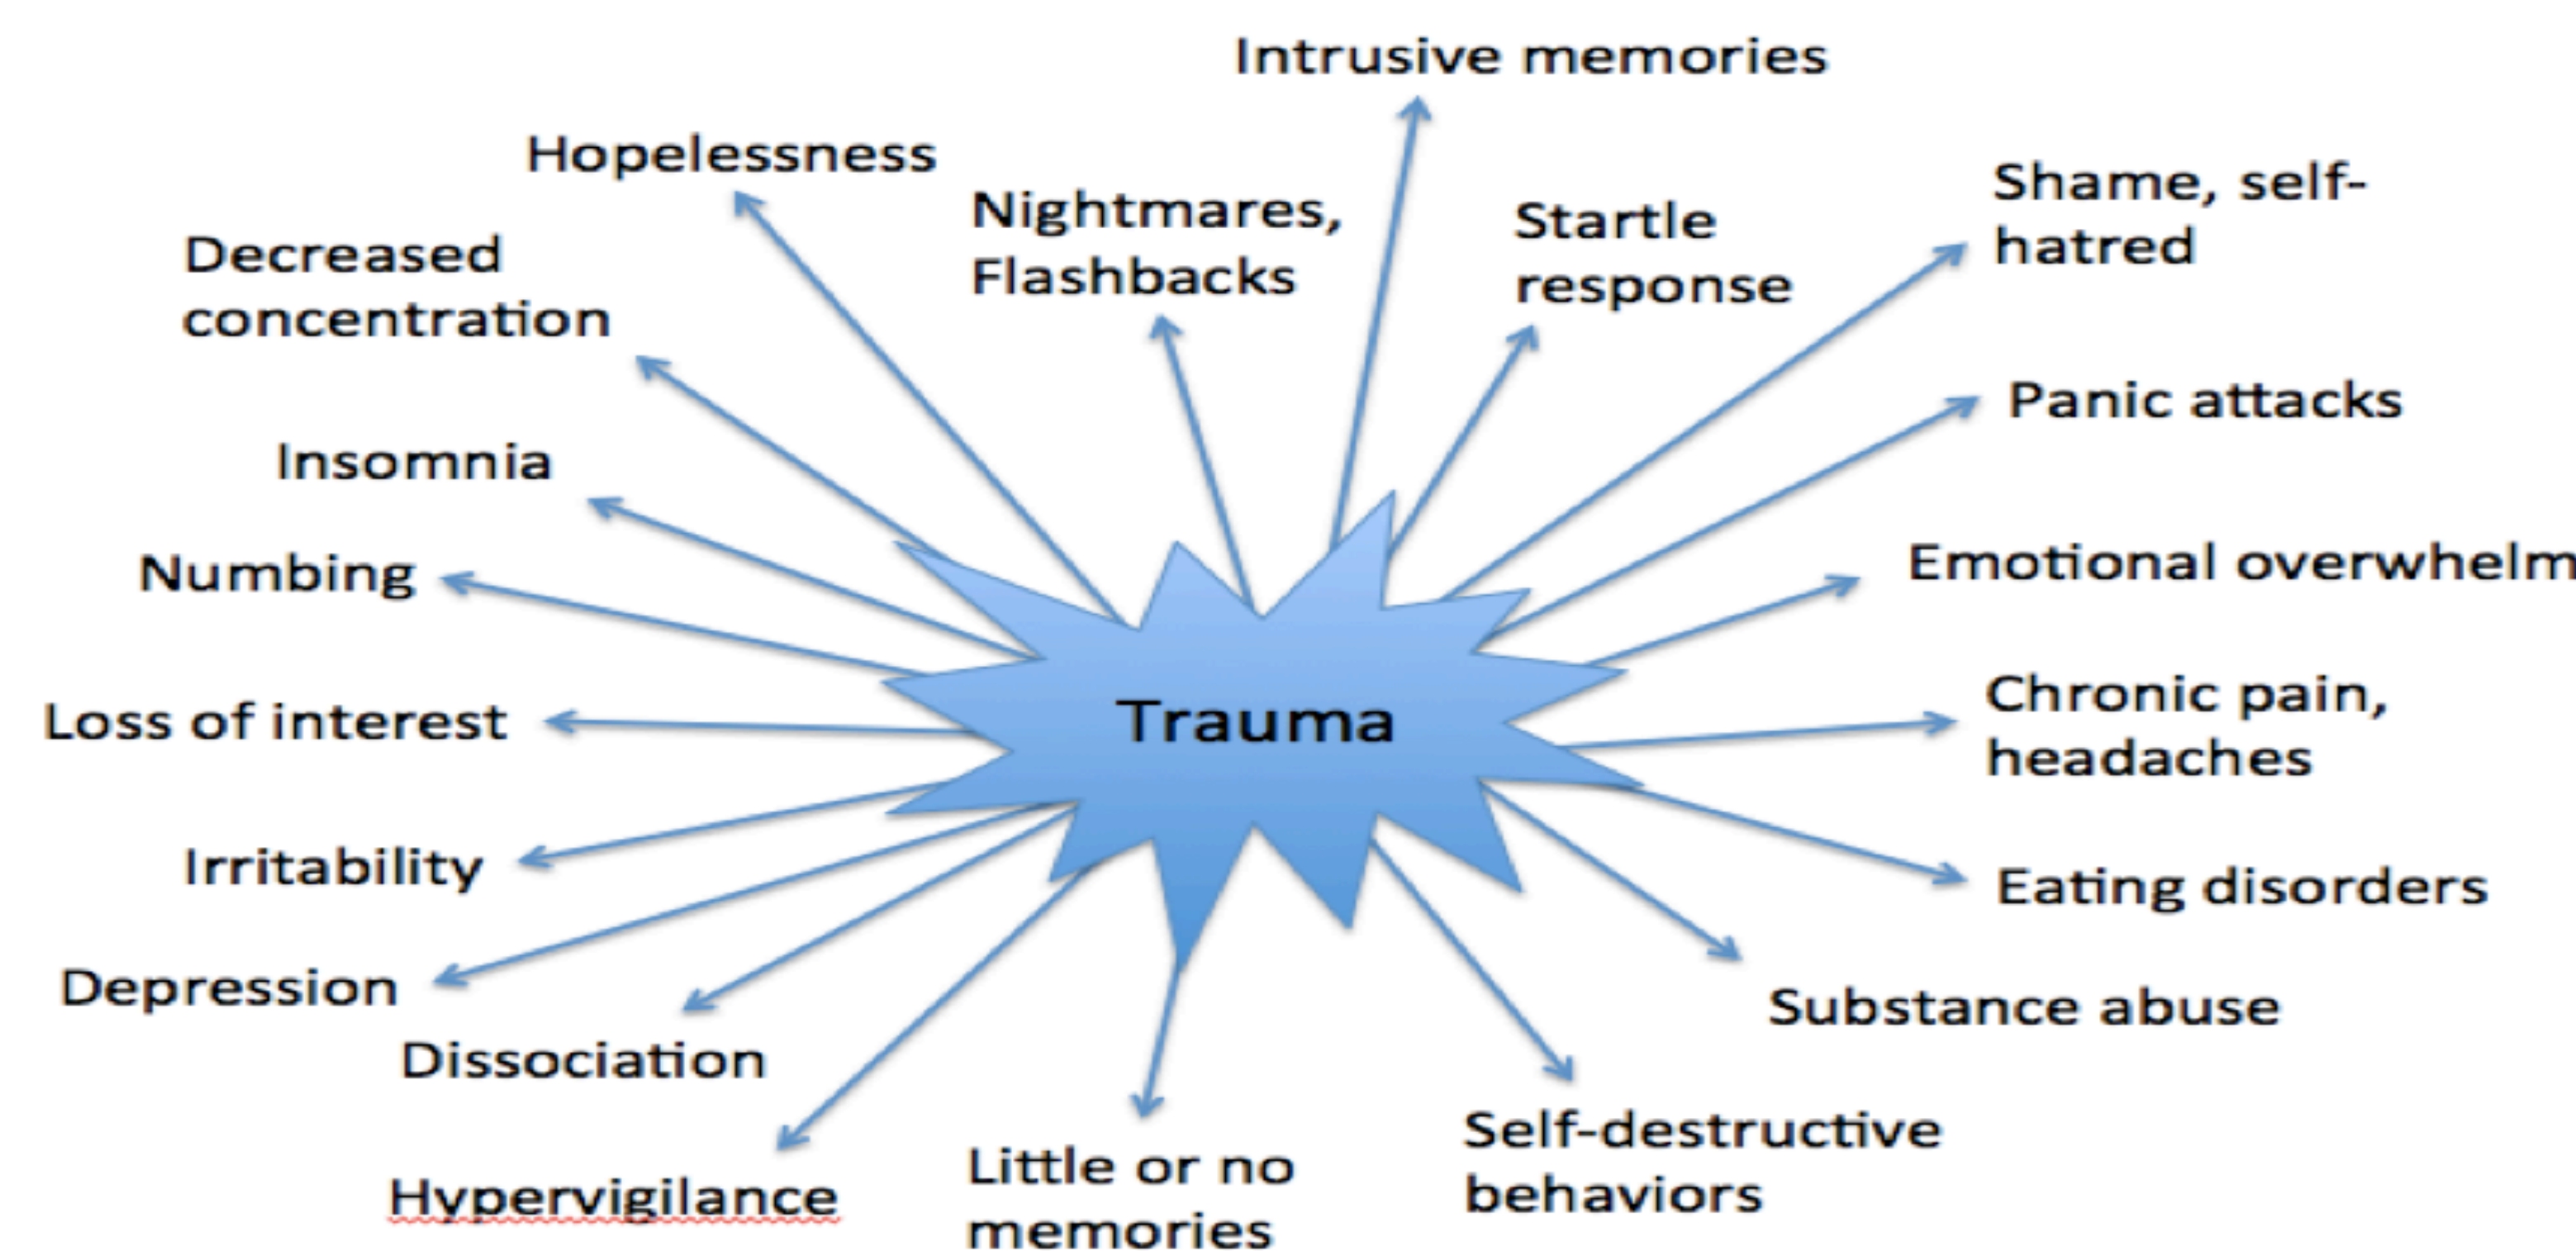 Intrusive memories
Hopelessness
Nightmares,
Flashbacks
Startle
response
Shame, self-
hatred
Decreased
concentration
Panic attacks
Insomnia
Numbing
Emotional overwhelm
Loss of interest
Trauma
Chronic pain,
headaches
Irritability
Eating disorders
Depression
Substance abuse
Dissociation
Hypervigilance
Little or no
memories
Self-destructive
behaviors